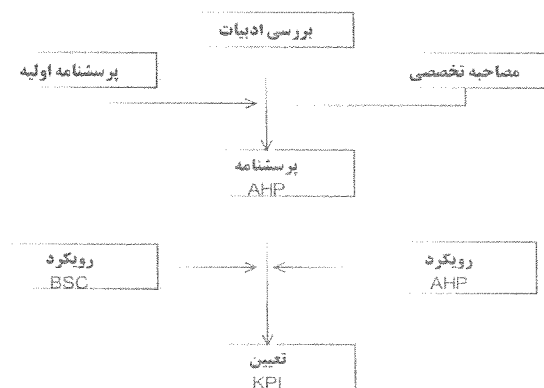 بررسی ادبیات
مصاحبه تخصصی
پرسشنامه اولیه
پرسشنامه
AHP
رویکرد
AHP
رویکرد
BSC
تعیین
KPI